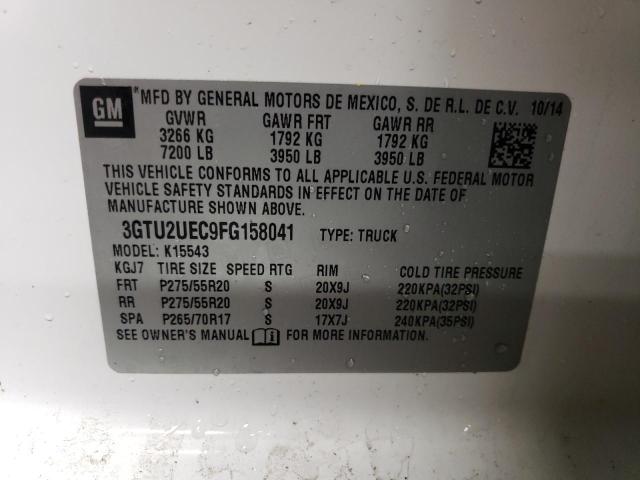 GM
*MFD BY GENERAL MOTORS DE MEXICO, S. DE R.L. DE C.V. 10/14
GVWR GAWR FRT GAWR RR
3266 KG 1792 KG 1792 KG
7200 LB 3950 LB 3950 LB
THIS VEHICLE CONFORMS TO ALL APPLICABLE U.S. FEDERAL MOTOR
VEHICLE SAFETY STANDARDS IN EFFECT ON THE DATE OF
MANUFACTURE SHOWN ABOVE.
3GTU2UEC9FG158041 TYPE: TRUCK
MODEL: K15543
KGJ7 TIRE SIZE SPEED RTG RIM COLD TIRE PRESSURE
FRT P275/55R20 S 20X9J 220KPA(32PSI)
RR P275/55R20 S 20X9J 220KPA(32PSI)
SPA P265/70R17 S 17X7J 240KPA(35PSI)
SEE OWNER'S MANUAL FOR MORE INFORMATION.